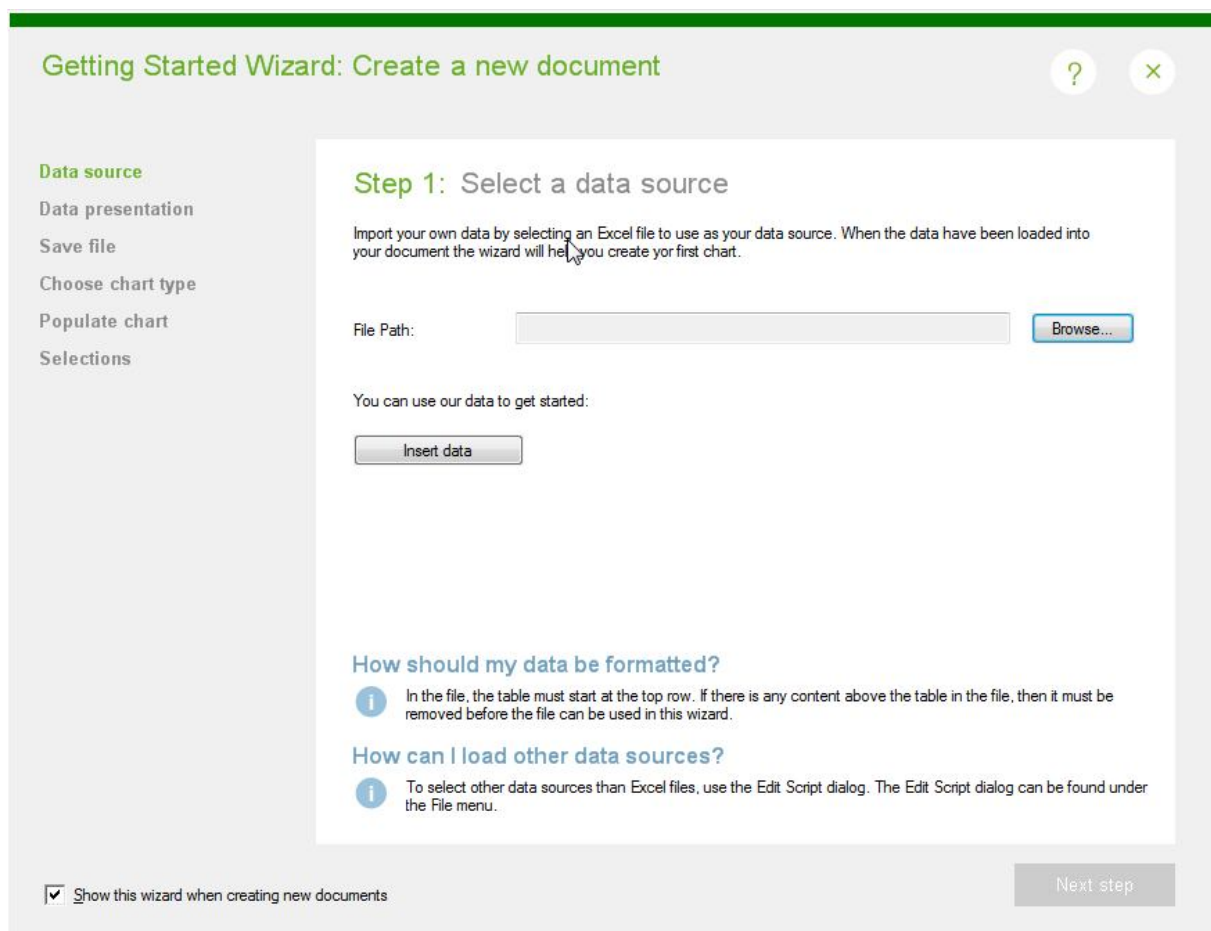 Getting Started Wizard: Create a new document
?
Data source
Data presentation
Save file
Choose chart type
Populate chart
Selections
Step 1: Select a data source
Import your own data by selecting an Excel file to use as your data source. When the data have been loaded into
your document the wizard will help you create yor first chart.
File Path:
Browse...
You can use our data to get started:
Insert data
How should my data be formatted?
In the file, the table must start at the top row. If there is any content above the table in the file, then it must be
removed before the file can be used in this wizard.
How can I load other data sources?
To select other data sources than Excel files, use the Edit Script dialog. The Edit Script dialog can be found under
the File menu.
Show this wizard when creating new documents
Next step